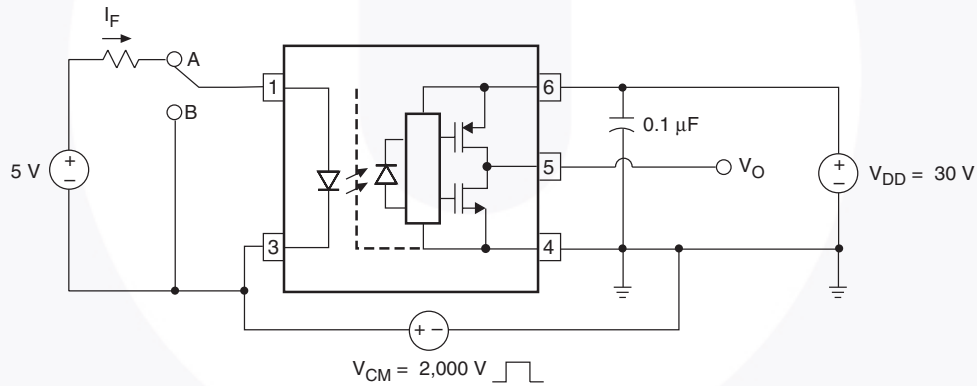 I_F
A
B
5 V
+
−
1
3
6
5
4
0.1 μF
V_O
+
−
V_DD = 30 V
+ −
V_CM = 2,000 V